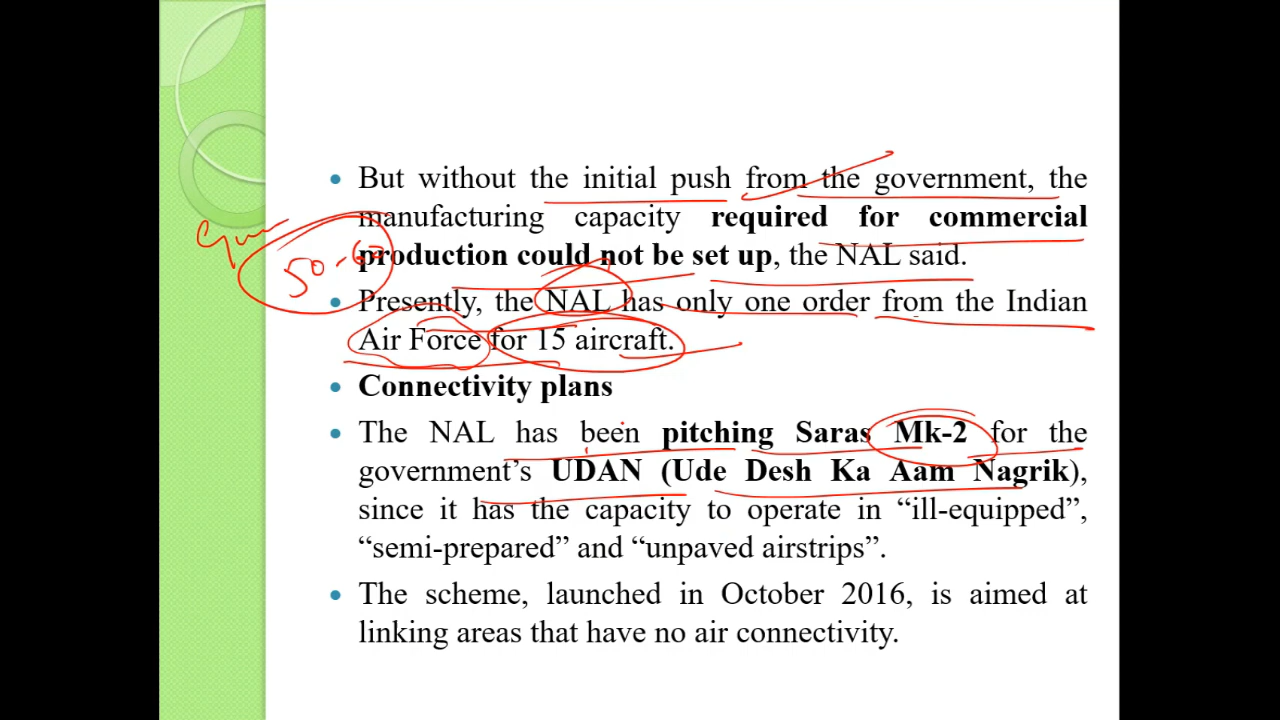 But without the initial push from the government, the
manufacturing capacity required for commercial
production could not be set up, the NAL said.
50-60
Presently, the NAL has only one order from the Indian
Air Force for 15 aircraft.
Connectivity plans
The NAL has been pitching Saras Mk-2 for the
government’s UDAN (Ude Desh Ka Aam Nagrik),
since it has the capacity to operate in “ill-equipped”,
“semi-prepared” and “unpaved airstrips”.
The scheme, launched in October 2016, is aimed at
linking areas that have no air connectivity.